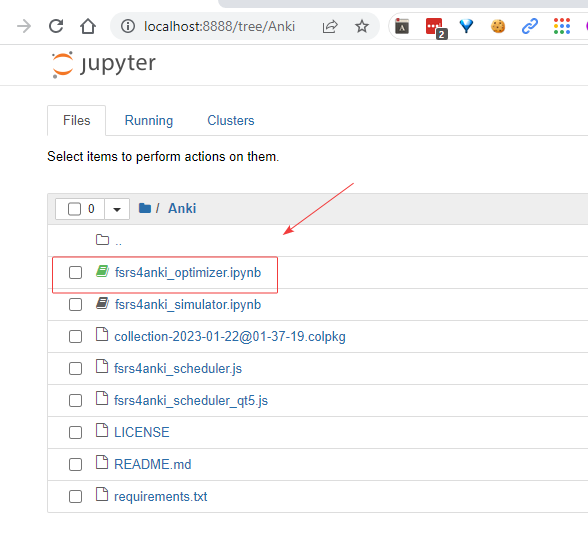 localhost:8888/tree/Anki
2
jupyter
Files Running Clusters
Select items to perform actions on them.
0 / Anki
..
fsrs4anki_optimizer.ipynb
fsrs4anki_simulator.ipynb
collection-2023-01-22@01-37-19.colpkg
fsrs4anki_scheduler.js
fsrs4anki_scheduler_qt5.js
LICENSE
README.md
requirements.txt